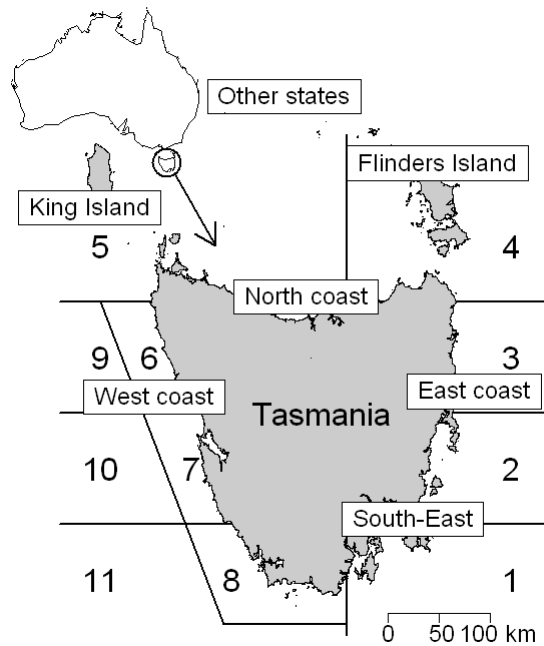 Other states
Flinders Island
King Island
5
4
North coast
9
6
3
West coast
East coast
Tasmania
10
7
2
South-East
11
8
1
0 50 100 km